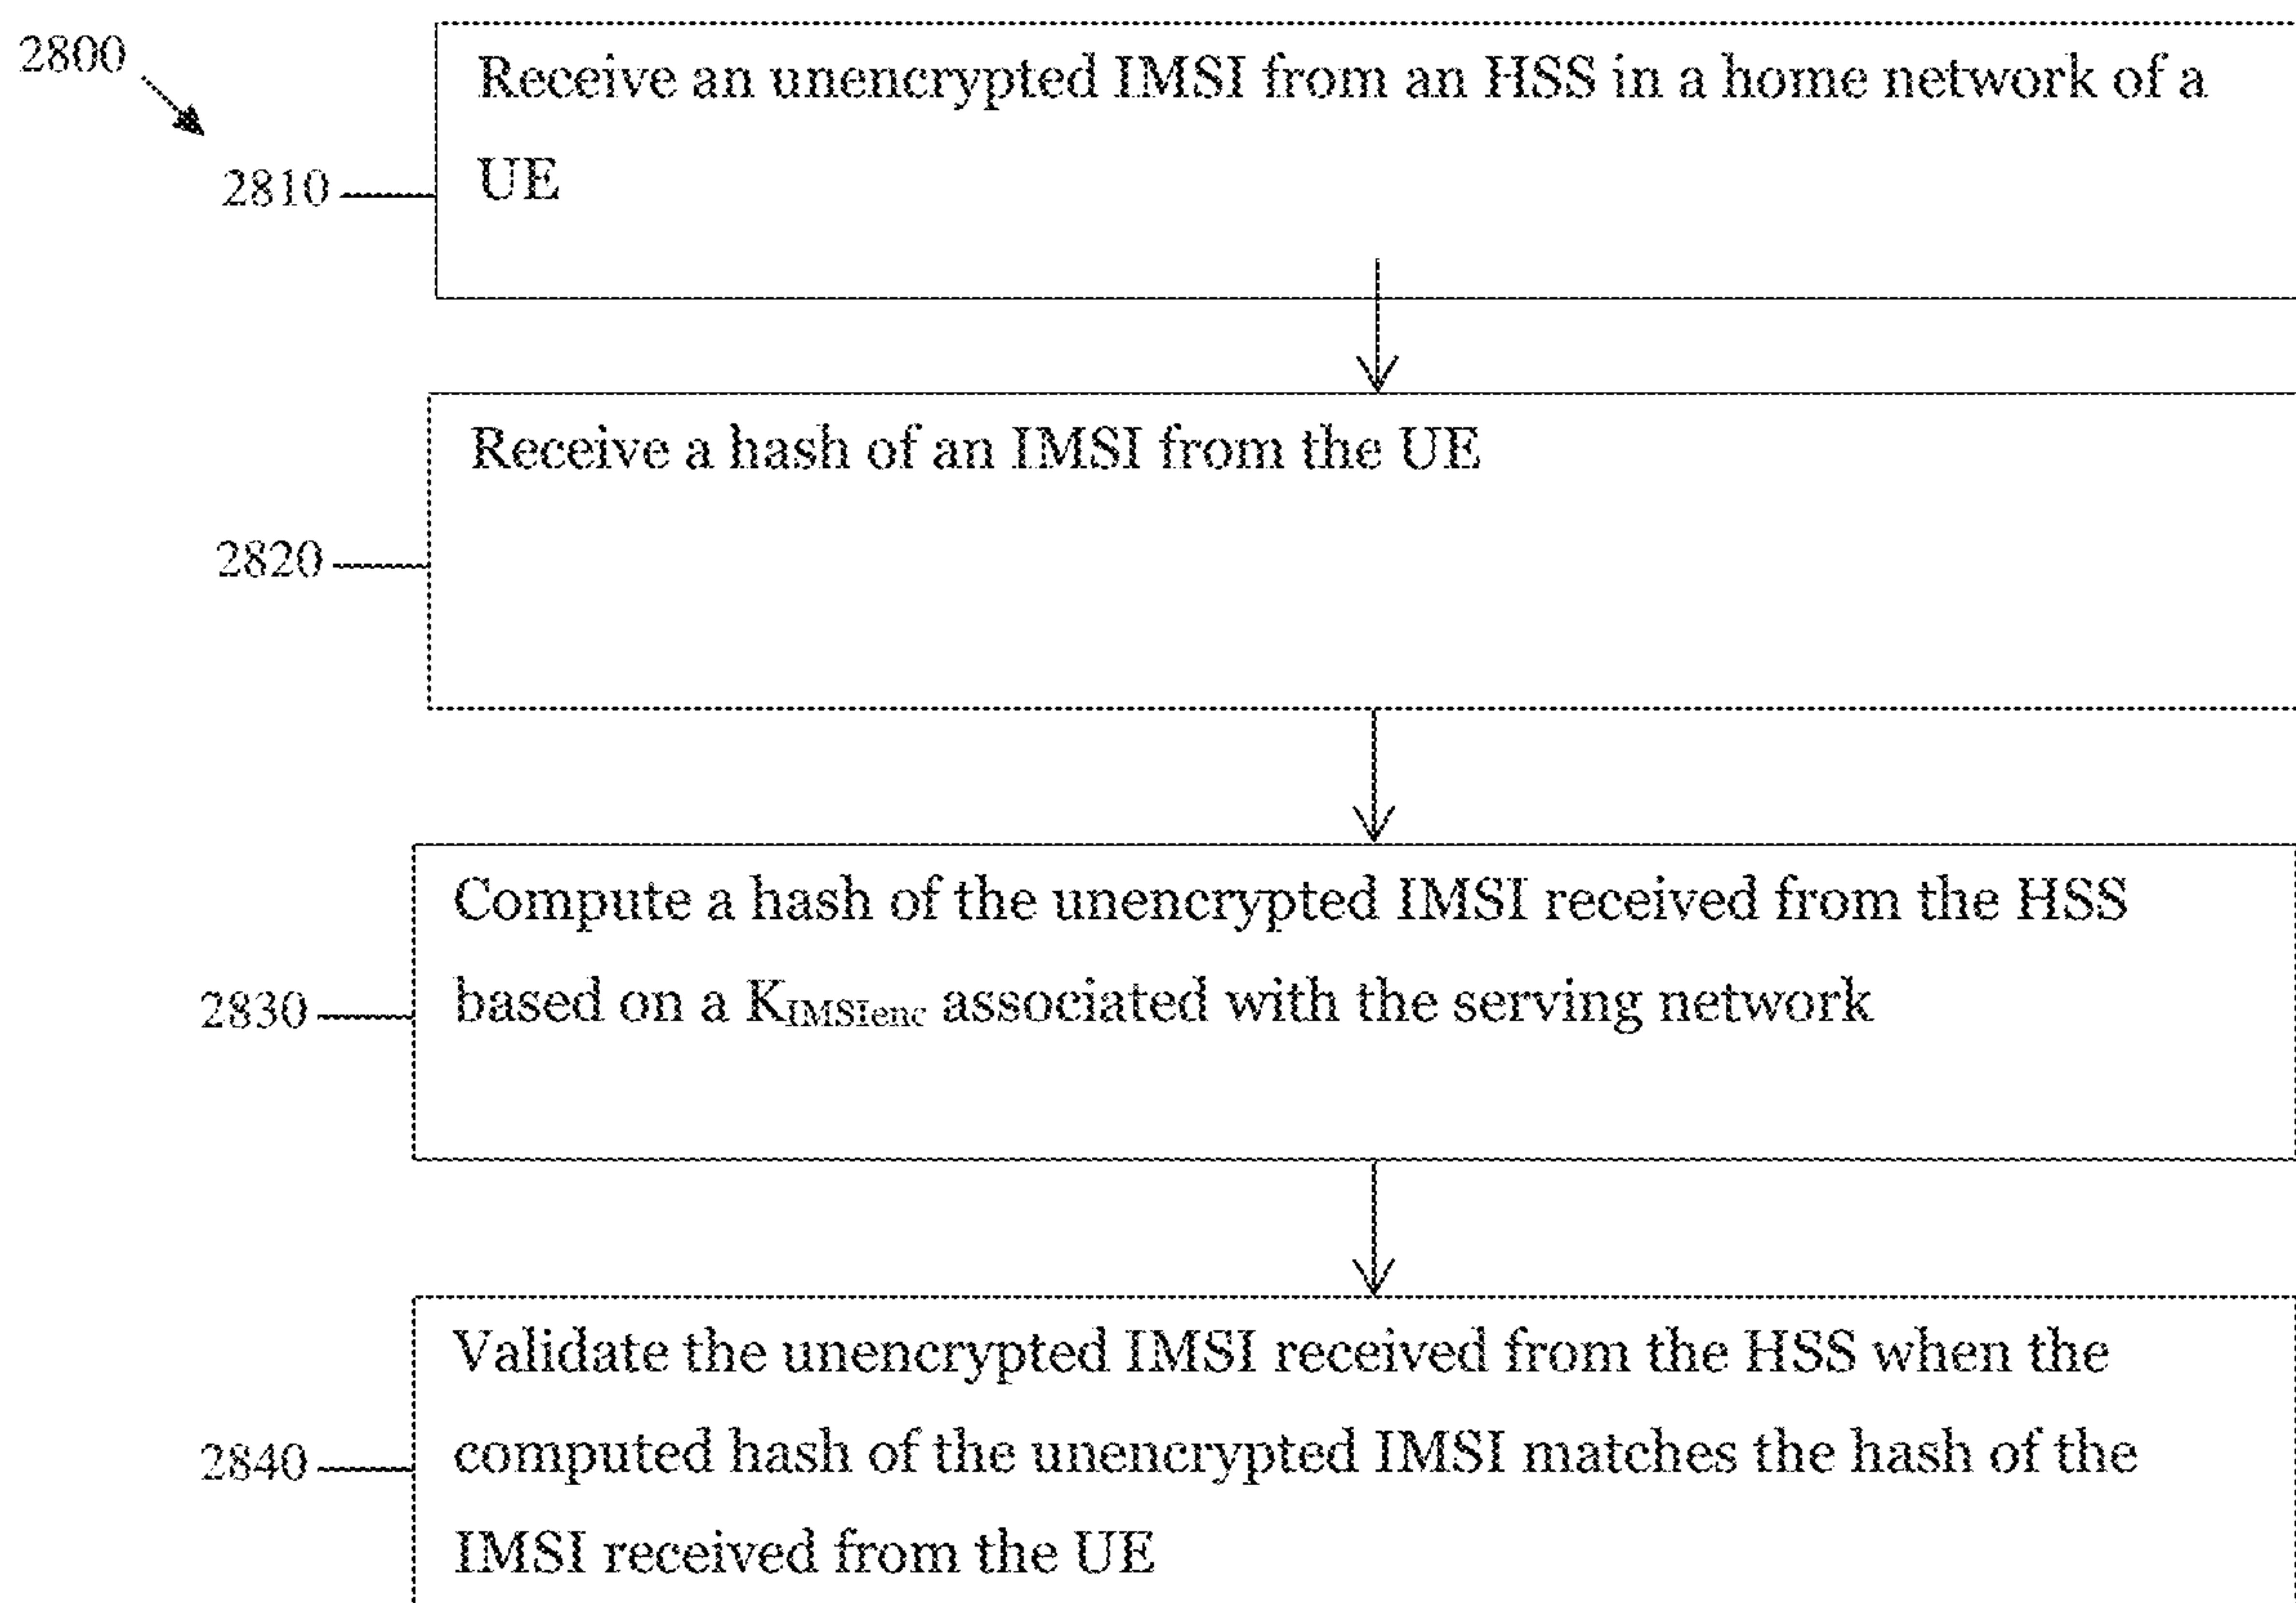 2800
Receive an unencrypted IMSI from an HSS in a home network of a
UE
2810
Receive a hash of an IMSI from the UE
2820
Compute a hash of the unencrypted IMSI received from the HSS
based on a KIMSIenc associated with the serving network
2830
Validate the unencrypted IMSI received from the HSS when the
computed hash of the unencrypted IMSI matches the hash of the
2840
IMSI received from the UE